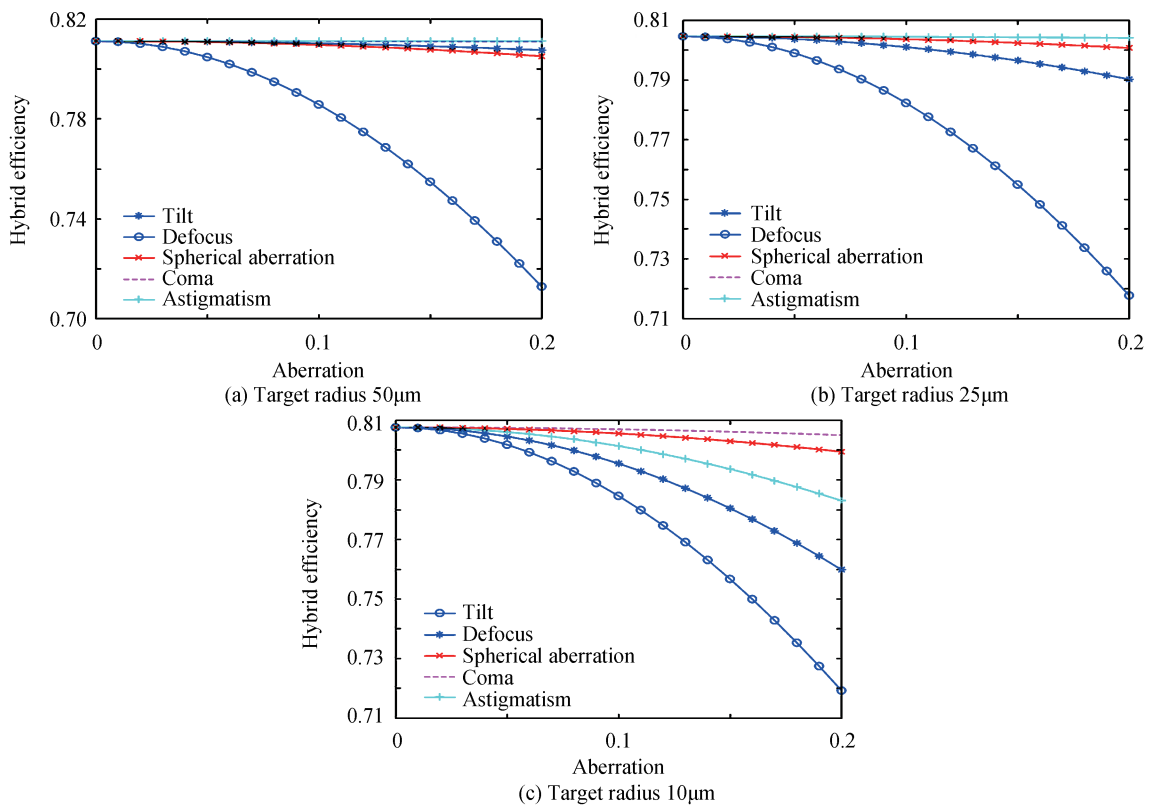 0.82
0.78
0.74
0.70
Hybrid efficiency
Tilt
Defocus
Spherical aberration
Coma
Astigmatism
0
0.1
0.2
Aberration
(a) Target radius 50μm
0.81
0.79
0.77
0.75
0.73
0.71
Hybrid efficiency
Tilt
Defocus
Spherical aberration
Coma
Astigmatism
0
0.1
0.2
Aberration
(b) Target radius 25μm
0.81
0.79
0.77
0.75
0.73
0.71
Hybrid efficiency
Tilt
Defocus
Spherical aberration
Coma
Astigmatism
0
0.1
0.2
Aberration
(c) Target radius 10μm